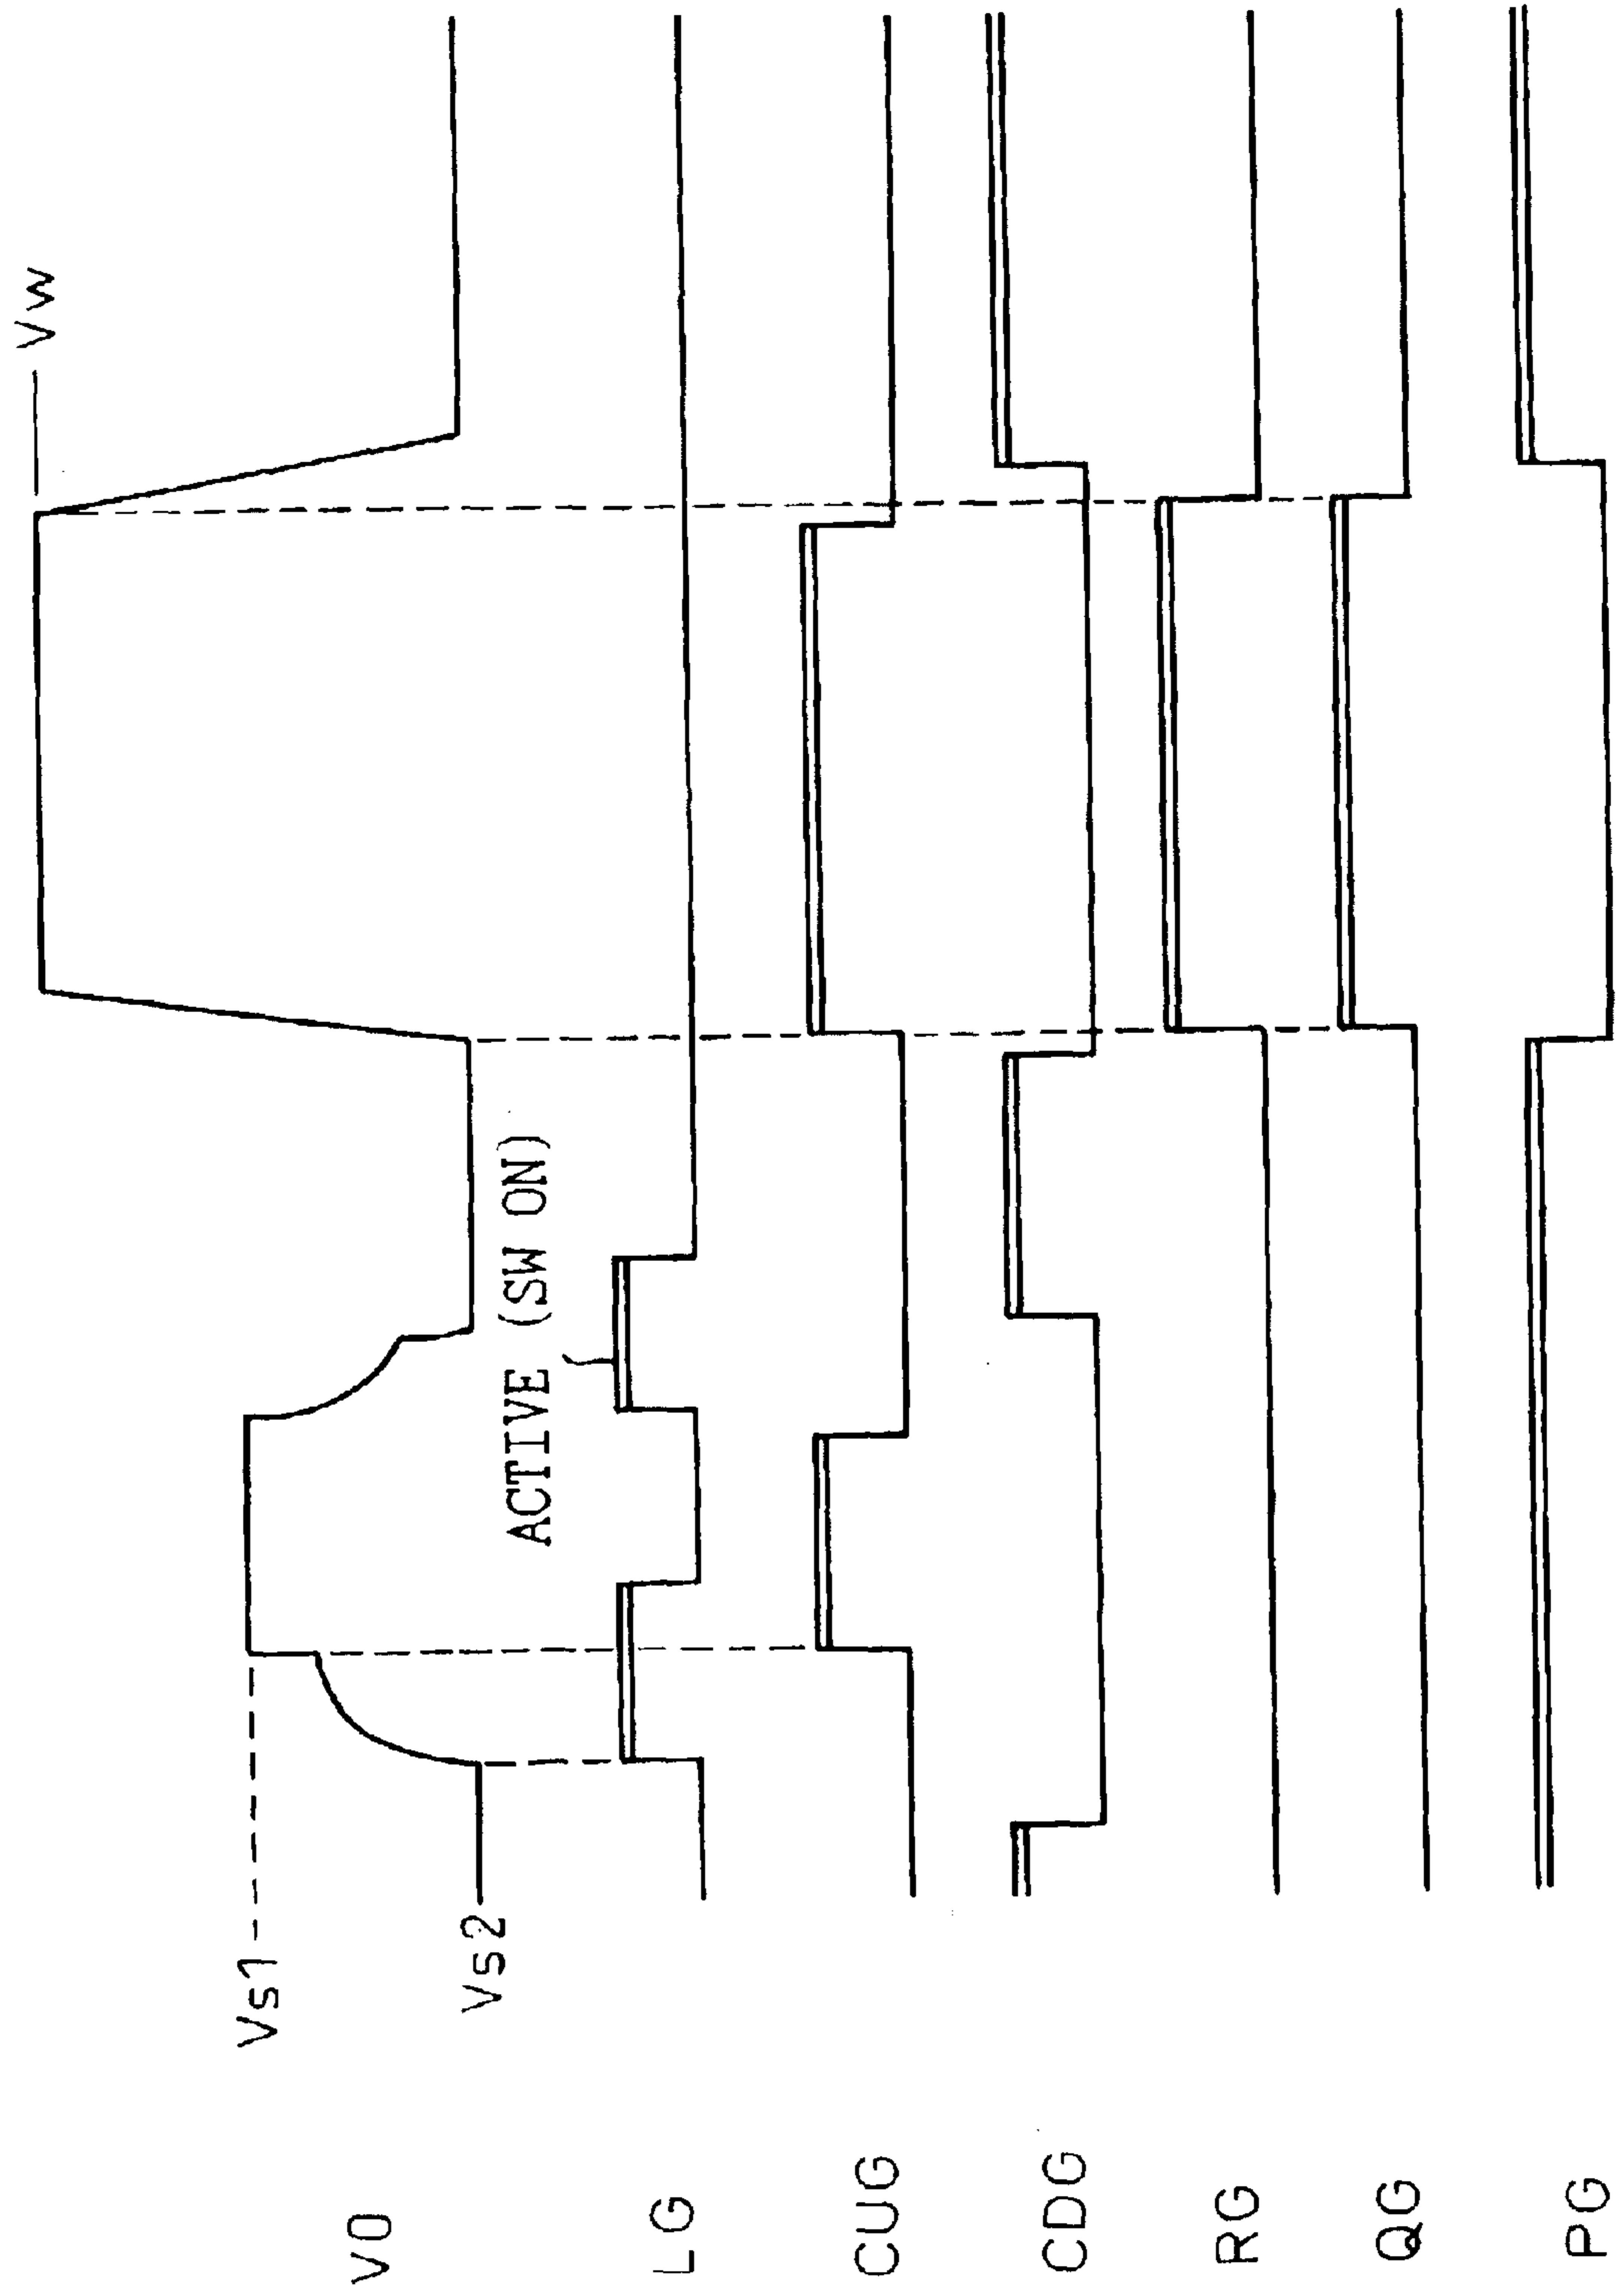 Vw
Vs1
Vs2
ACTIVE (SW ON)
V0
LG
CUG
CDG
RG
QG
PG